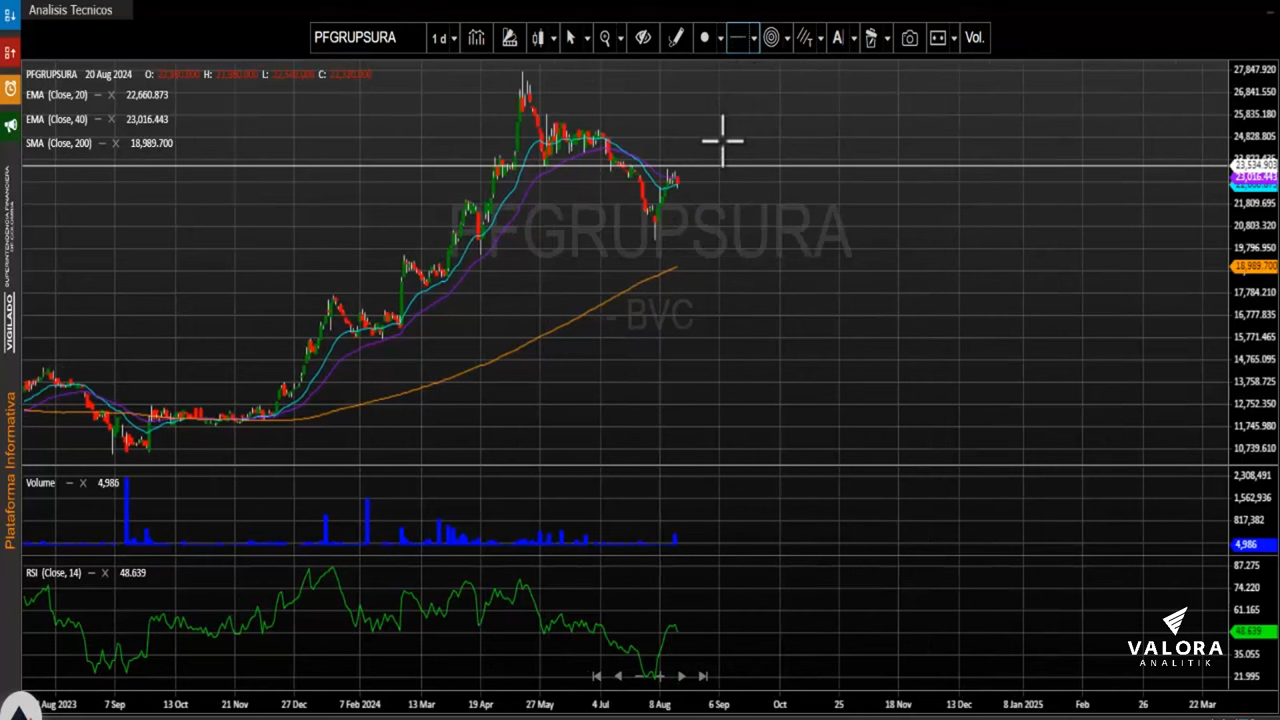 Analisis Tecnicos
PFGRUPSURA
1 d
A
Vol.
PFGRUPSURA 20 Aug 2024 O: H: L: C:
EMA (Close, 20) – X 22,660.873
EMA (Close, 40) – X 23,016.443
SMA (Close, 200) – X 18,989.700
27,847.920
26,841.550
25,835.180
24,828.805
23,534.903
23,016.443
21,809.695
20,803.320
19,796.950
18,989.700
17,784.210
16,777.835
15,771.465
14,765.095
13,758.725
12,752.350
11,745.980
10,739.610
PFGRUPSURA
- BVC
SUPERINTENDENCIA FINANCIERA
DE COLOMBIA
VIGILADO
Plataforma Informativa
Volume – X 4,986
2,308,491
1,562,936
817,382
4,986
RSI (Close, 14) – X 48.639
87.275
74.220
61.165
48.639
35.055
21.995
VALORA
ANALITIK
Aug 2023 7 Sep 13 Oct 21 Nov 27 Dec 7 Feb 2024 13 Mar 19 Apr 27 May 4 Jul 8 Aug 6 Sep Oct 25 18 Nov 13 Dec 8 Jan 2025 Feb 26 22 Mar